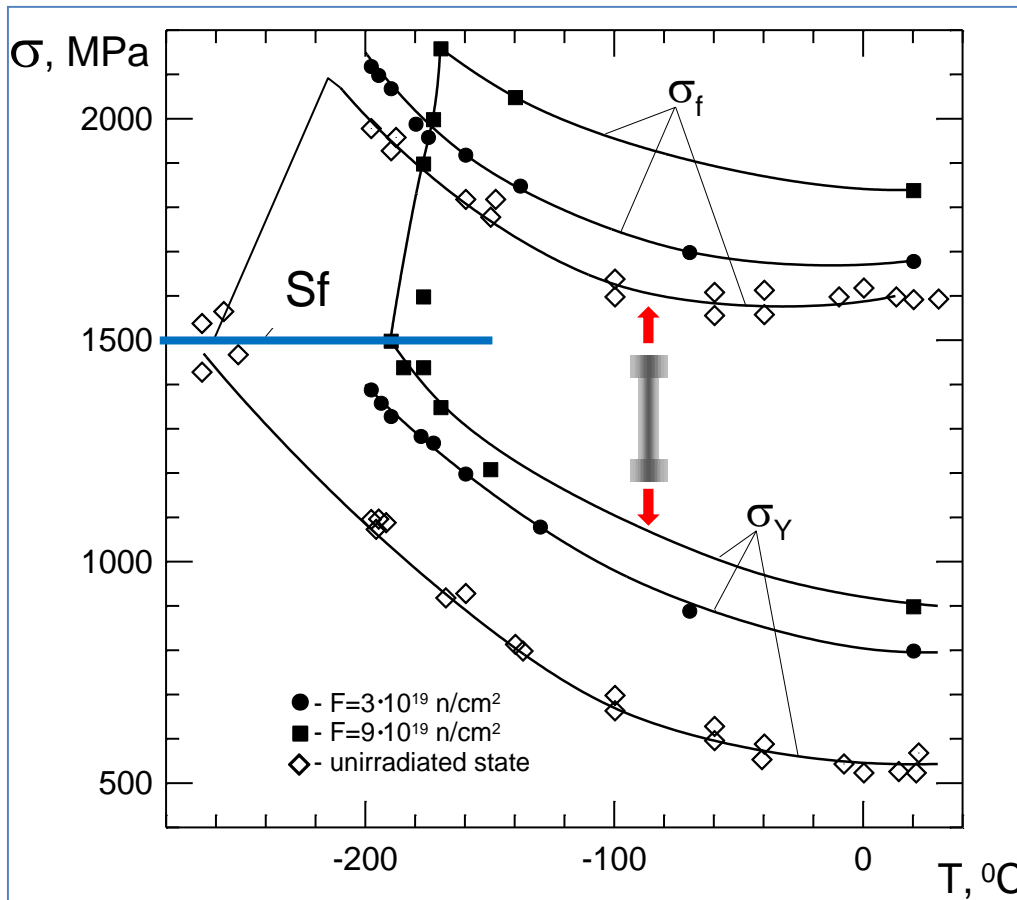 σ, MPa
2000
σf
Sf
1500
σY
1000
● - F=3·10¹⁹ n/cm²
■ - F=9·10¹⁹ n/cm²
◇ - unirradiated state
500
-200
-100
0
T, ⁰C